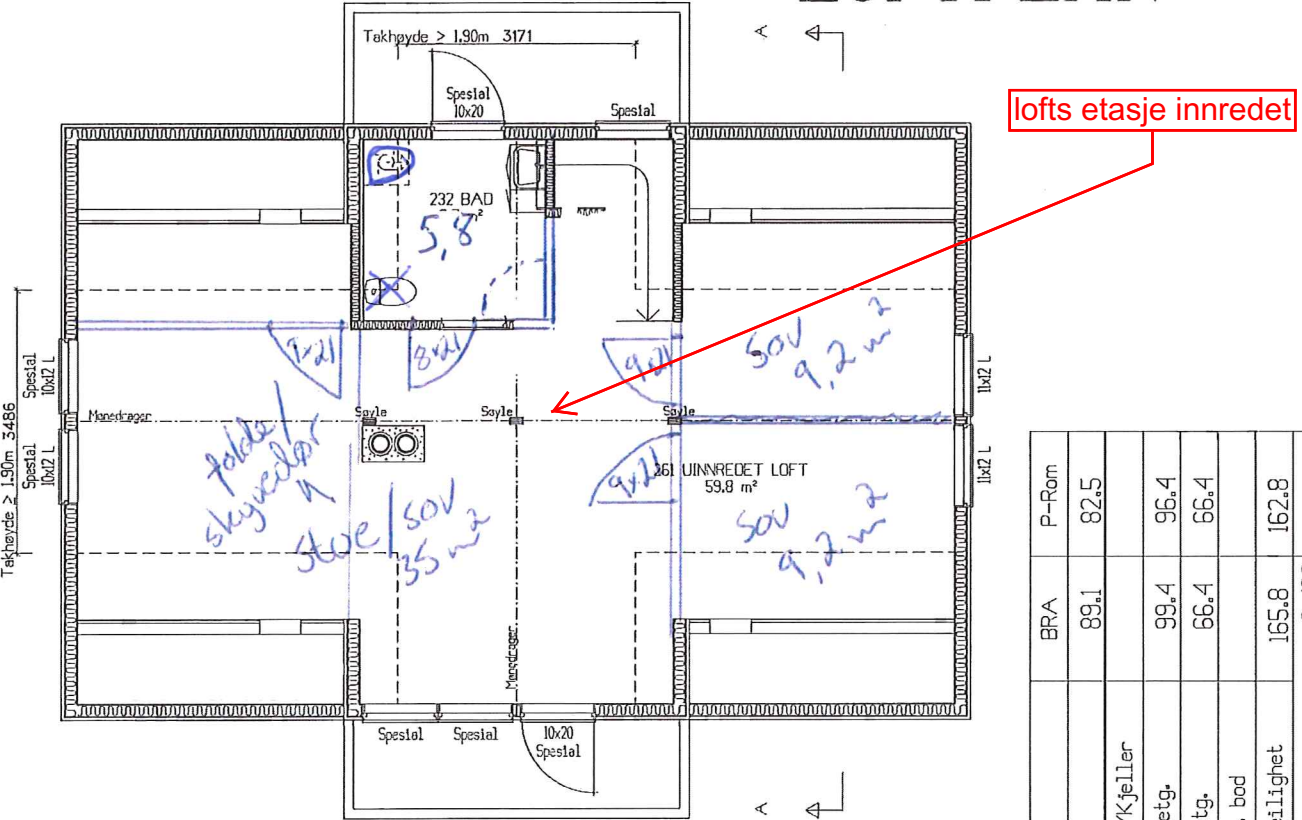 Takhøyde ≥ 1.90m 3171
A
Spesial
10x20
Spesial
lofts etasje innredet
232 BAD
5,8
7x21
8x21
9x21
Sov
9,2 m²
Spesial
10x12 L
11x12 L
Takhøyde ≥ 1.90m 3486
Mønedrager
Søyle
Søyle
Søyle
Spesial
10x12 L
11x12 L
folde/
skyvedør
9x21
261 UINNREDET LOFT
59.8 m²
stue/sov
35 m²
Sov
9,2 m²
Mønedrager
Spesial
Spesial
10x20
Spesial
A
BRA P-Rom
89.1 82.5
/Kjeller
etg. 99.4 96.4
tg. 66.4 66.4
bod
eilighet 165.8 162.8